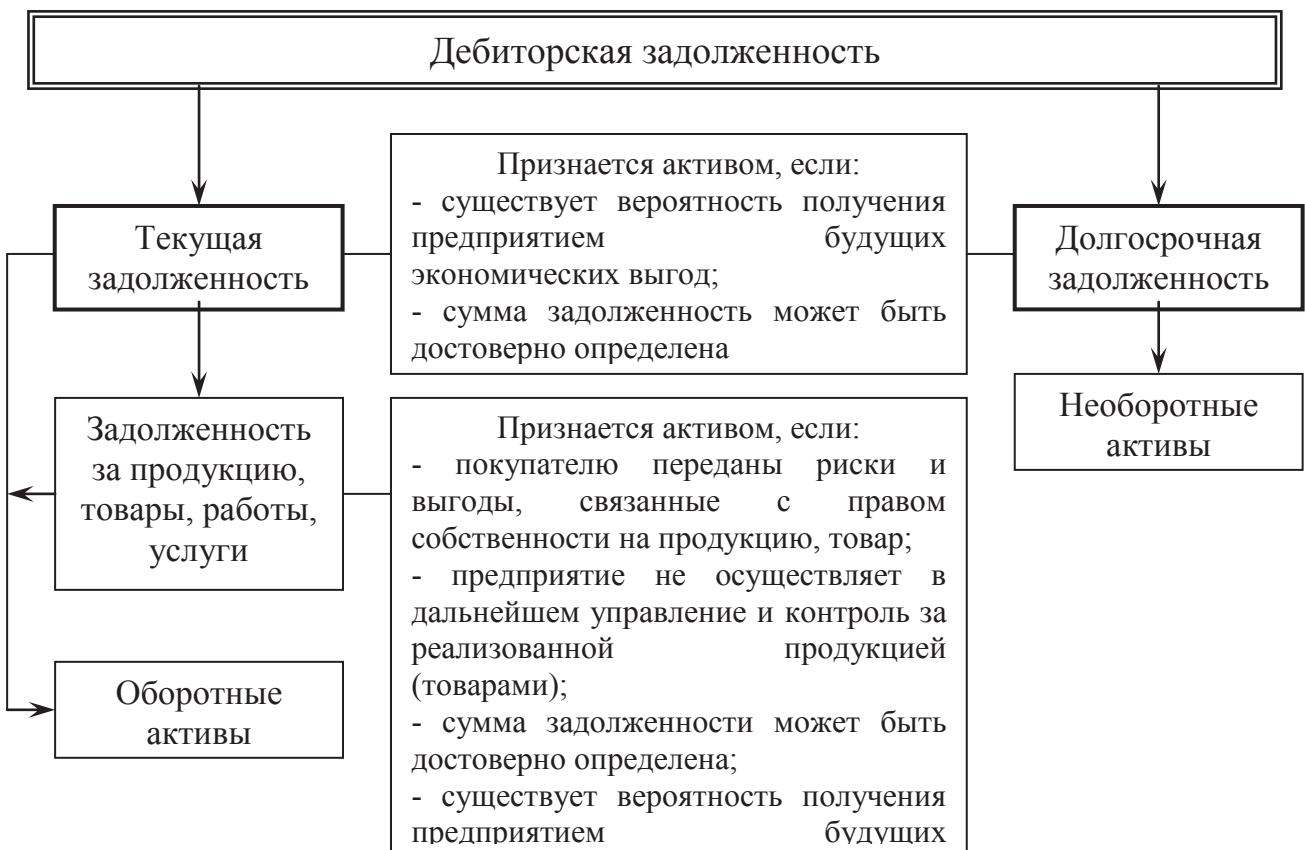 Дебиторская задолженность
Текущая
задолженность
Признается активом, если:
- существует вероятность получения
предприятием будущих
экономических выгод;
- сумма задолженность может быть
достоверно определена
Долгосрочная
задолженность
Необоротные
активы
Задолженность
за продукцию,
товары, работы,
услуги
Признается активом, если:
- покупателю переданы риски и
выгоды, связанные с правом
собственности на продукцию, товар;
- предприятие не осуществляет в
дальнейшем управление и контроль за
реализованной продукцией
(товарами);
- сумма задолженности может быть
достоверно определена;
- существует вероятность получения
предприятием будущих
Оборотные
активы